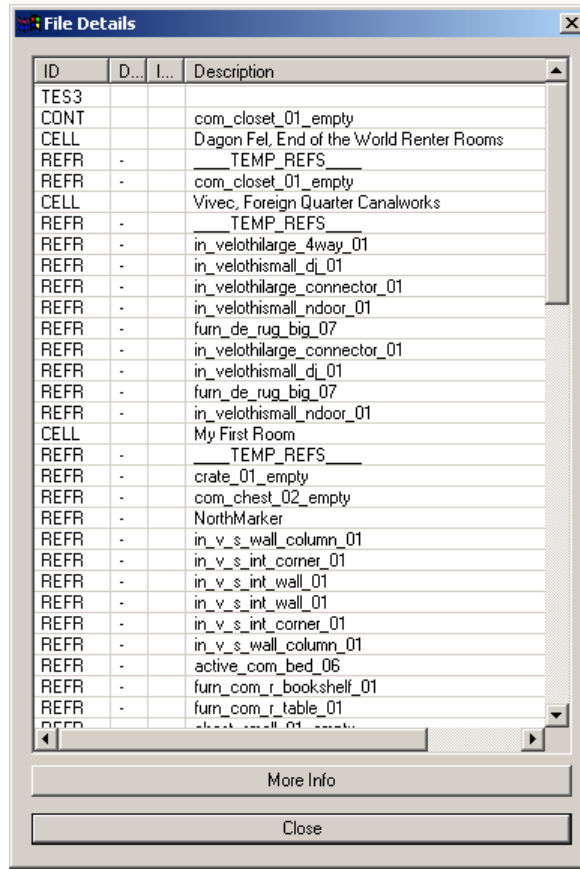 File Details
ID D... I... Description
TES3
CONT com_closet_01_empty
CELL Dagon Fel, End of the World Renter Rooms
REFR - ____TEMP_REFS____
REFR - com_closet_01_empty
CELL Vivec, Foreign Quarter Canalworks
REFR - ____TEMP_REFS____
REFR - in_velothilarge_4way_01
REFR - in_velothismall_dj_01
REFR - in_velothilarge_connector_01
REFR - in_velothismall_ndoor_01
REFR - furn_de_rug_big_07
REFR - in_velothilarge_connector_01
REFR - in_velothismall_dj_01
REFR - furn_de_rug_big_07
REFR - in_velothismall_ndoor_01
CELL My First Room
REFR - ____TEMP_REFS____
REFR - crate_01_empty
REFR - com_chest_02_empty
REFR - NorthMarker
REFR - in_v_s_wall_column_01
REFR - in_v_s_int_corner_01
REFR - in_v_s_int_wall_01
REFR - in_v_s_int_wall_01
REFR - in_v_s_int_corner_01
REFR - in_v_s_wall_column_01
REFR - active_com_bed_06
REFR - furn_com_r_bookshelf_01
REFR - furn_com_r_table_01
More Info
Close